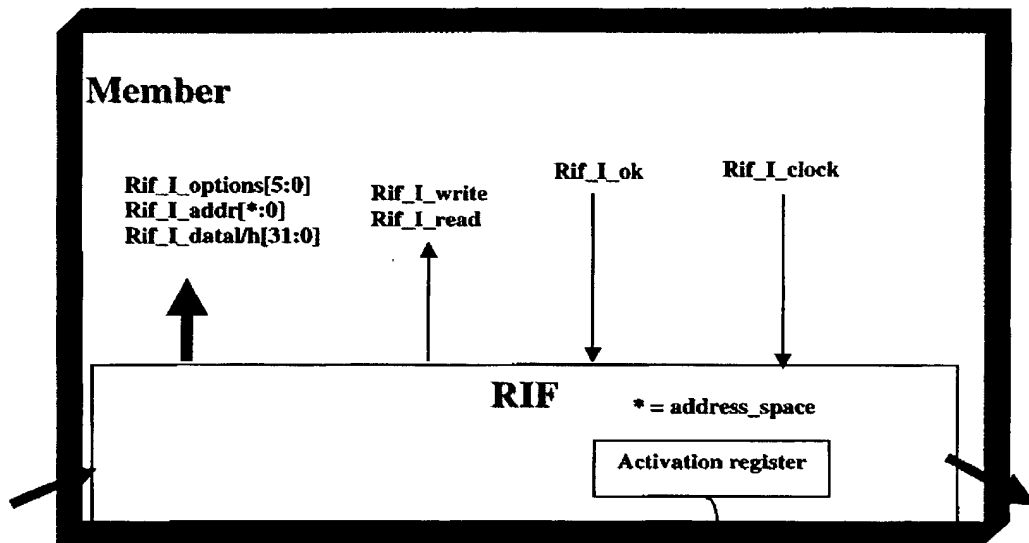 Member
Rif_I_options[5:0]
Rif_I_addr[*:0]
Rif_I_datal/h[31:0]
Rif_I_write
Rif_I_read
Rif_I_ok
Rif_I_clock
RIF
* = address_space
Activation register